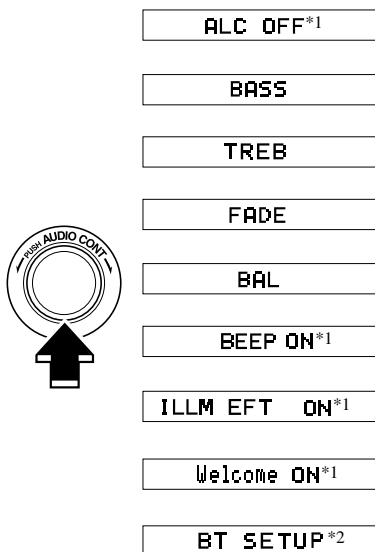 ALC OFF*1
BASS
TREB
FADE
PUSH AUDIO CONT
BAL
BEEP ON*1
ILLM EFT ON*1
Welcome ON*1
BT SETUP*2